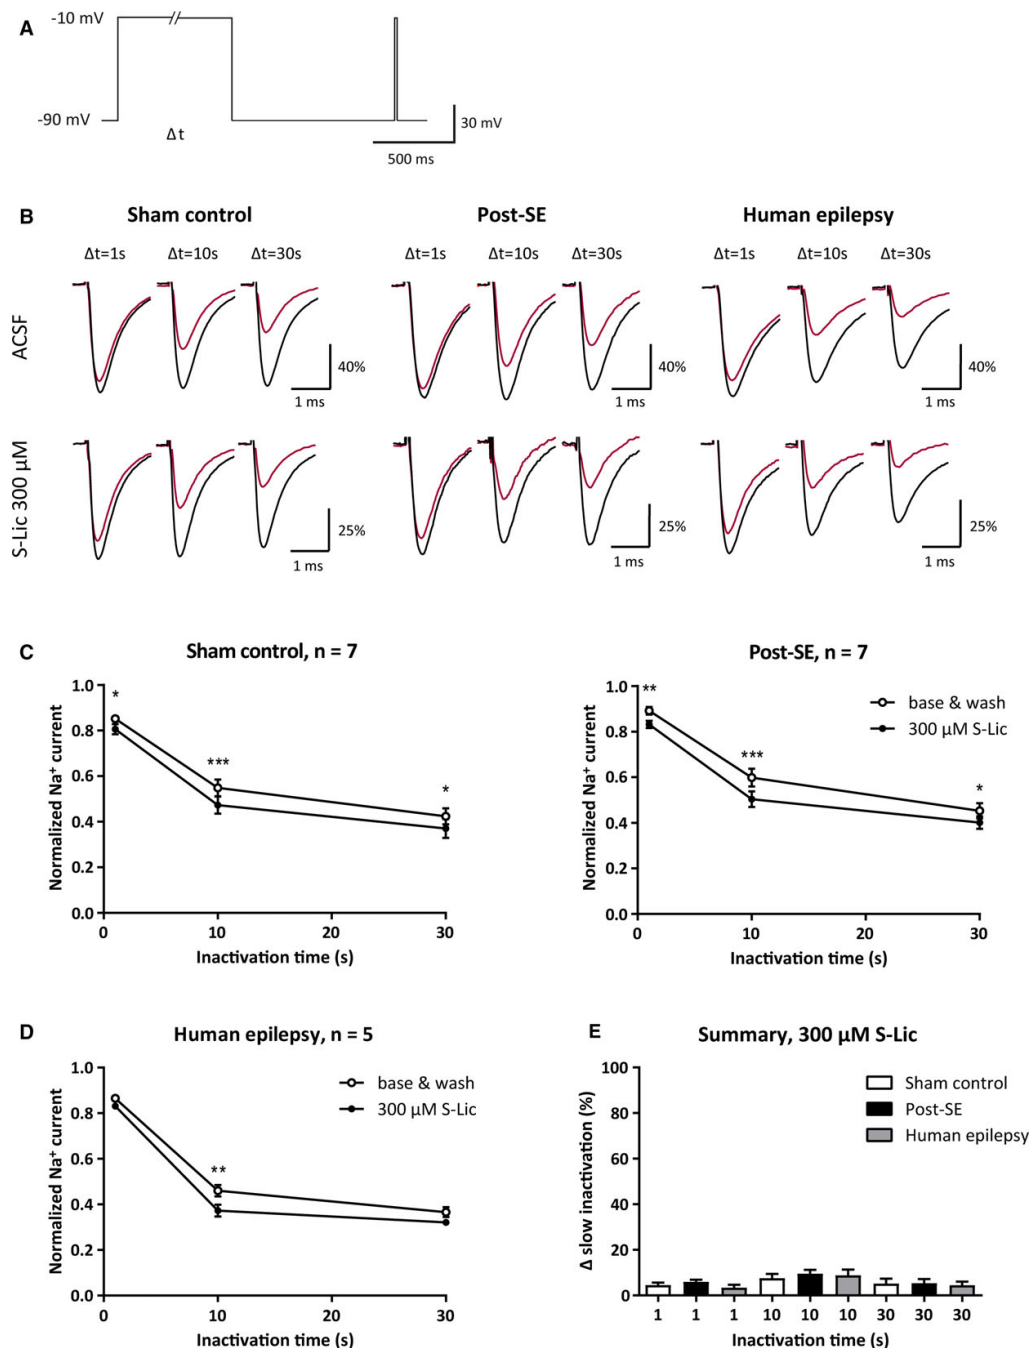 A
-10 mV
-90 mV
Δt
30 mV
500 ms
B
Sham control
Post-SE
Human epilepsy
Δt=1s Δt=10s Δt=30s
Δt=1s Δt=10s Δt=30s
Δt=1s Δt=10s Δt=30s
ACSF
40%
1 ms
40%
1 ms
40%
1 ms
S-Lic 300 µM
25%
1 ms
25%
1 ms
25%
1 ms
C
Sham control, n = 7
Normalized Na⁺ current
1.0
0.8
0.6
0.4
0.2
0.0
*
***
*
0 10 20 30
Inactivation time (s)
Post-SE, n = 7
base & wash
300 µM S-Lic
Normalized Na⁺ current
1.0
0.8
0.6
0.4
0.2
0.0
**
***
*
0 10 20 30
Inactivation time (s)
D
Human epilepsy, n = 5
base & wash
300 µM S-Lic
Normalized Na⁺ current
1.0
0.8
0.6
0.4
0.2
0.0
**
0 10 20 30
Inactivation time (s)
E
Summary, 300 µM S-Lic
Sham control
Post-SE
Human epilepsy
Δ slow inactivation (%)
100
80
60
40
20
0
1 1 1 10 10 10 30 30 30
Inactivation time (s)